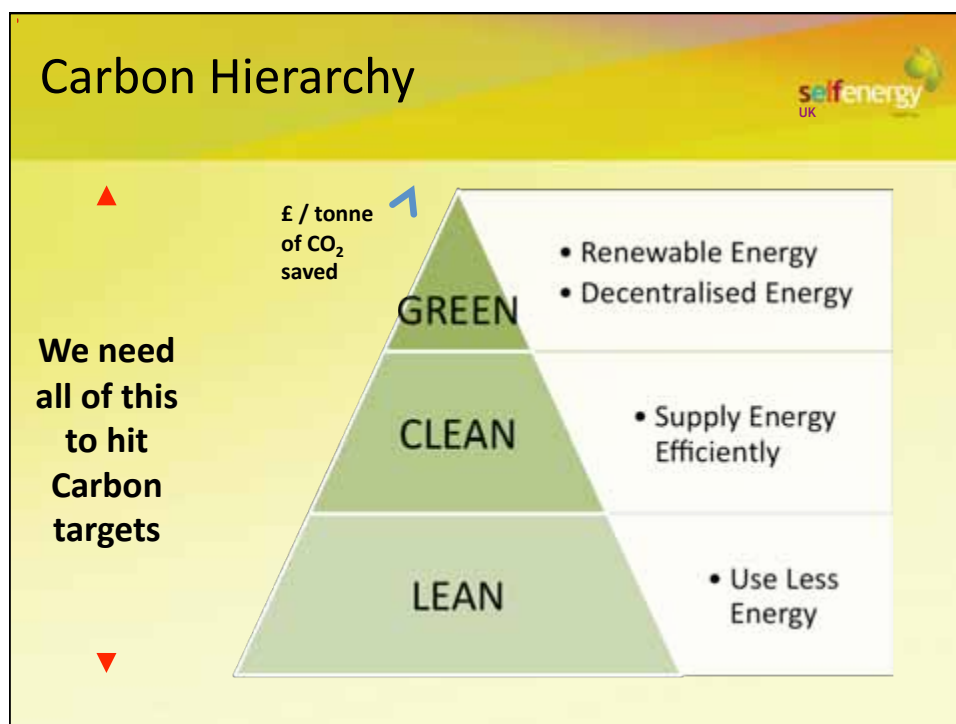 Carbon Hierarchy
selfenergy
UK
£ / tonne
of CO₂
saved
We need
all of this
to hit
Carbon
targets
GREEN
• Renewable Energy
• Decentralised Energy
CLEAN
• Supply Energy
Efficiently
LEAN
• Use Less
Energy